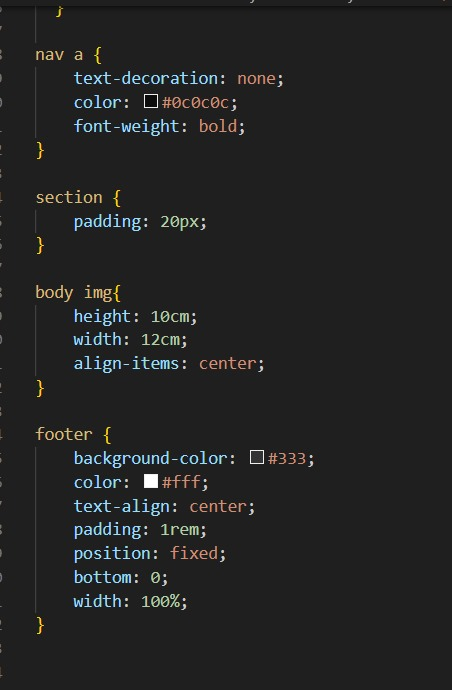 }
nav a {
text-decoration: none;
color: #0c0c0c;
font-weight: bold;
}
section {
padding: 20px;
}
body img{
height: 10cm;
width: 12cm;
align-items: center;
}
footer {
background-color: #333;
color: #fff;
text-align: center;
padding: 1rem;
position: fixed;
bottom: 0;
width: 100%;
}